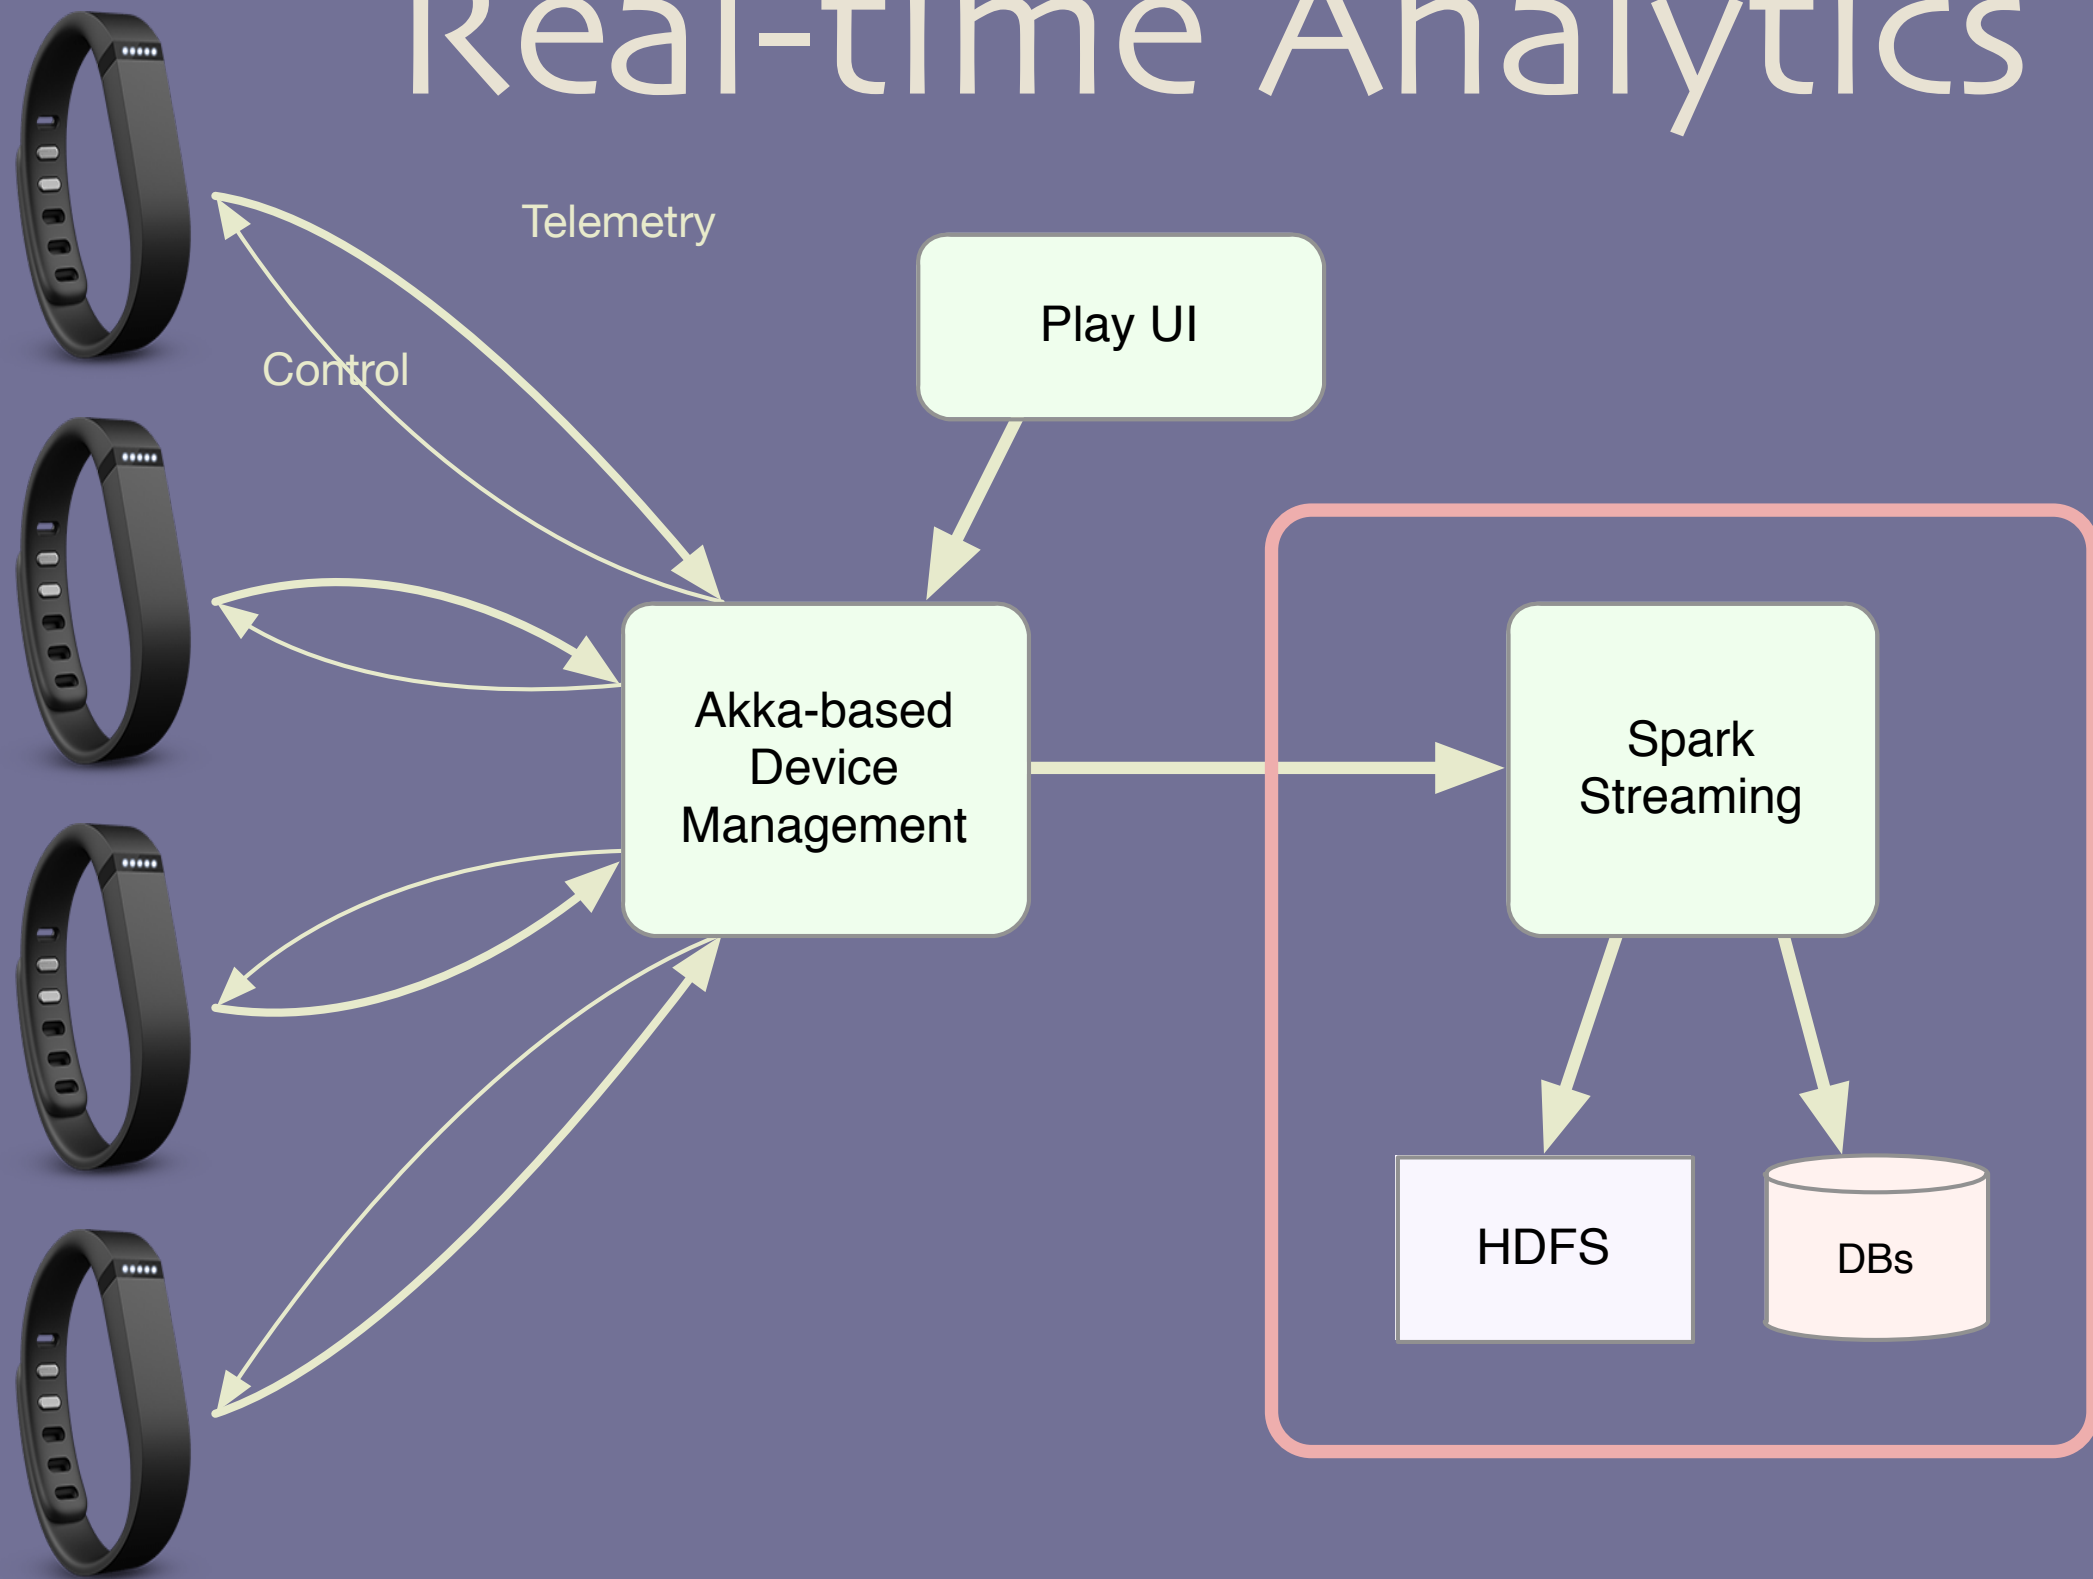 Real-time Analytics
Telemetry
Play UI
Control
Akka-based
Device
Management
Spark
Streaming
HDFS
DBs